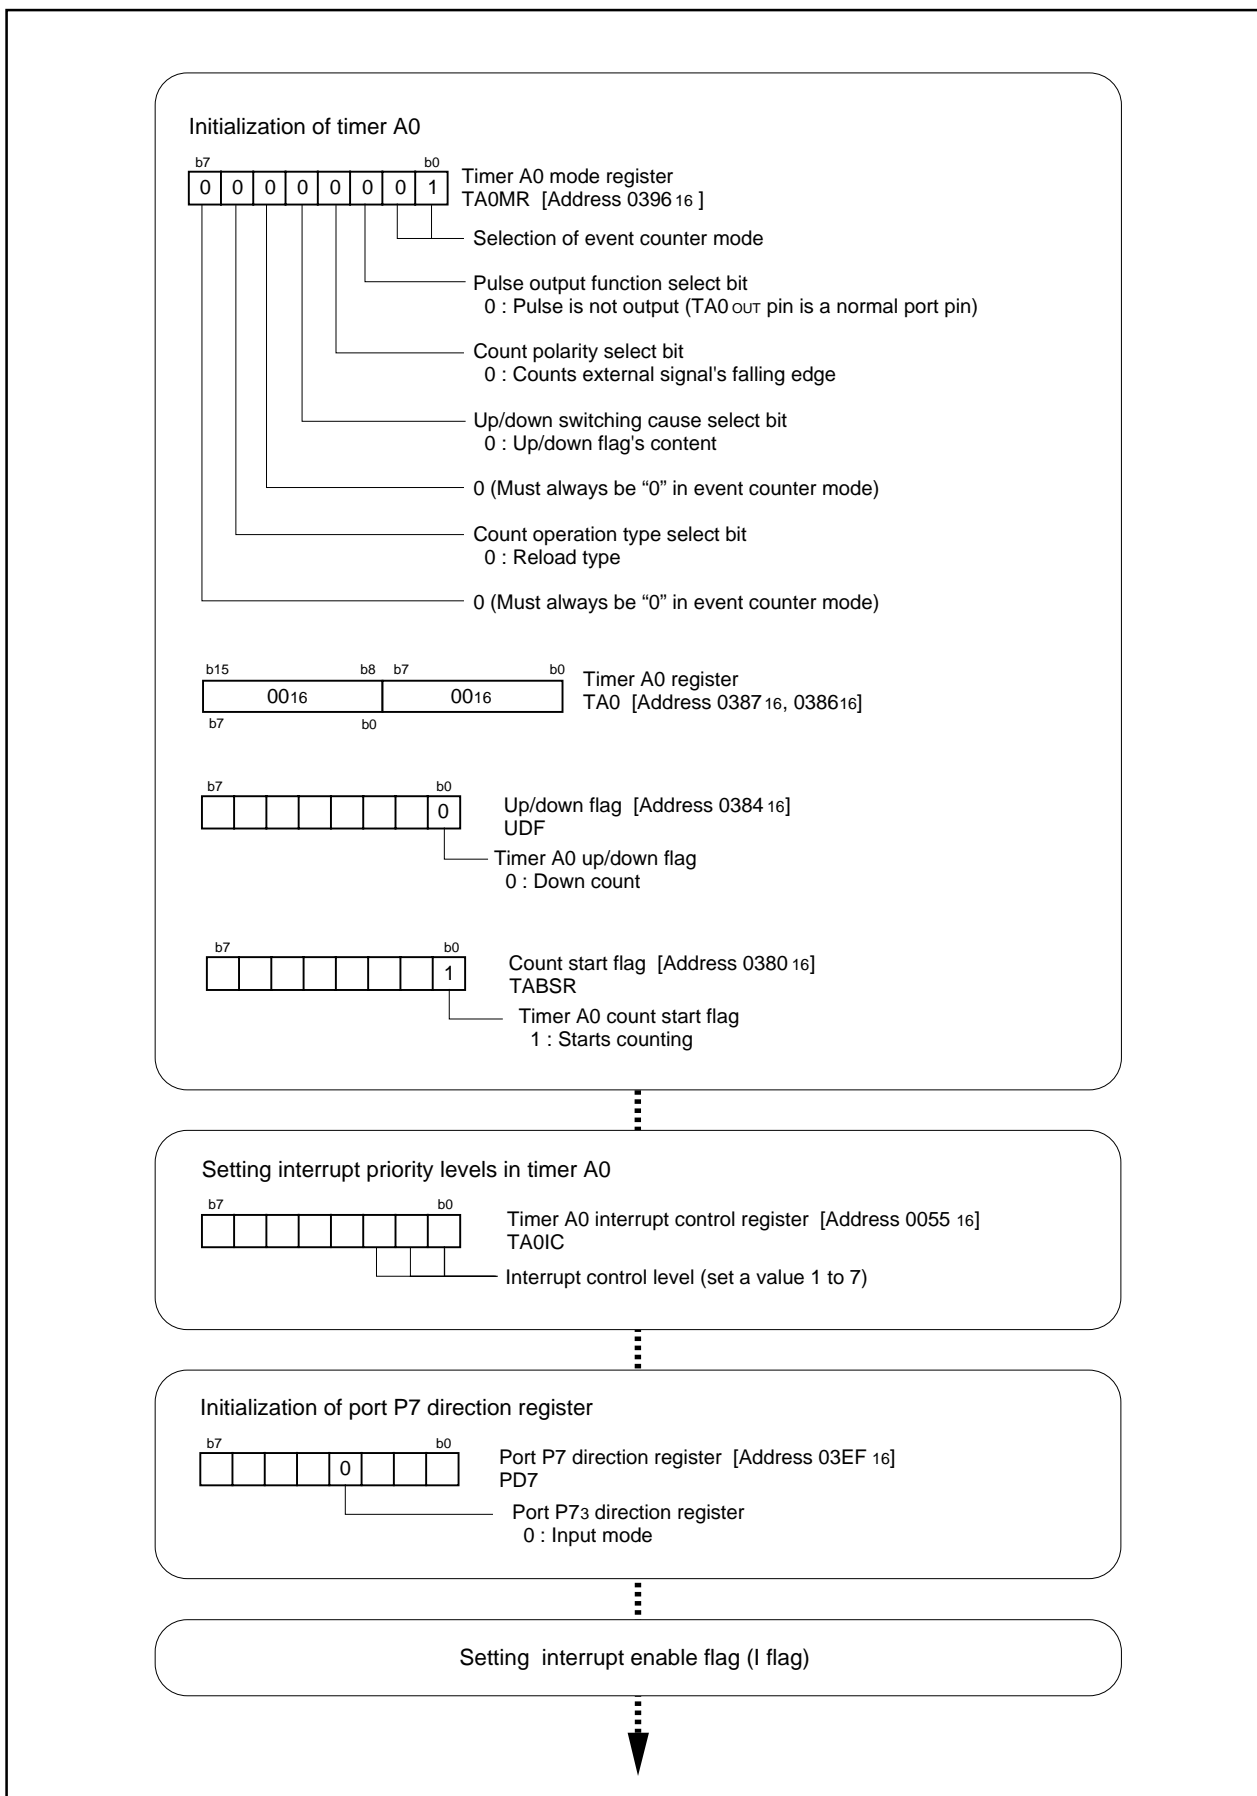 Initialization of timer A0
b7 b0
0 0 0 0 0 0 0 1
Timer A0 mode register
TA0MR [Address 0396 16 ]
Selection of event counter mode
Pulse output function select bit
0 : Pulse is not output (TA0 OUT pin is a normal port pin)
Count polarity select bit
0 : Counts external signal's falling edge
Up/down switching cause select bit
0 : Up/down flag's content
0 (Must always be “0” in event counter mode)
Count operation type select bit
0 : Reload type
0 (Must always be “0” in event counter mode)
b15 b8 b7 b0
0016 0016
Timer A0 register
TA0 [Address 0387 16, 038616]
b7 b0
b7 b0
0
Up/down flag [Address 0384 16]
UDF
Timer A0 up/down flag
0 : Down count
b7 b0
1
Count start flag [Address 0380 16]
TABSR
Timer A0 count start flag
1 : Starts counting
Setting interrupt priority levels in timer A0
b7 b0
Timer A0 interrupt control register [Address 0055 16]
TA0IC
Interrupt control level (set a value 1 to 7)
Initialization of port P7 direction register
b7 b0
0
Port P7 direction register [Address 03EF 16]
PD7
Port P73 direction register
0 : Input mode
Setting interrupt enable flag (I flag)